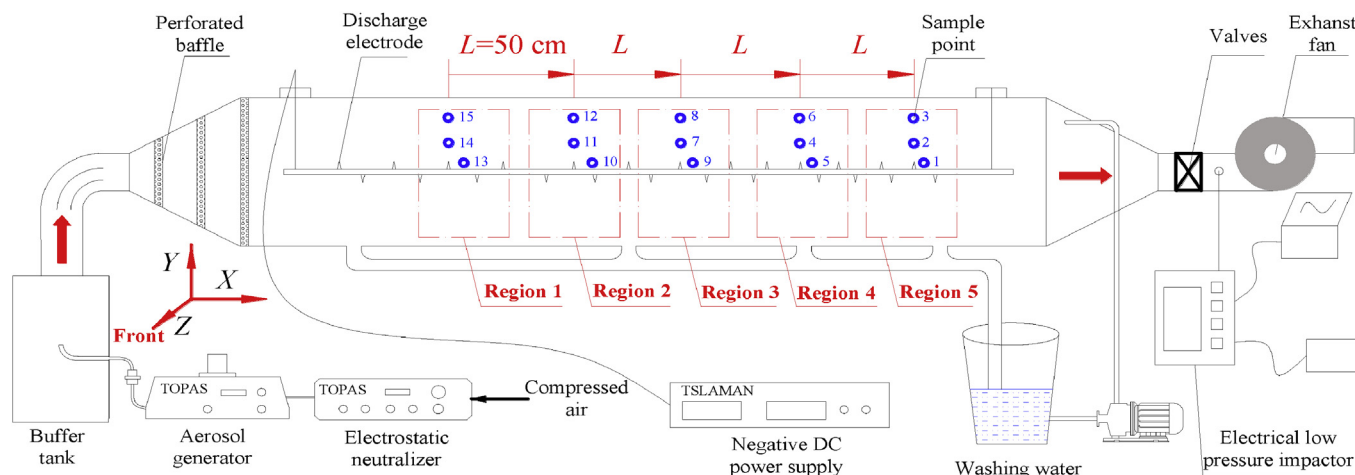 Perforated
baffle
Discharge
electrode
L=50 cm
L
L
L
Sample
point
Valves
Exhanst
fan
15
12
8
6
3
14
11
7
4
2
13
10
9
5
1
Y
X
Z
Front
Region 1
Region 2
Region 3
Region 4
Region 5
TOPAS
TOPAS
Compressed
air
TSLAMAN
Buffer
tank
Aerosol
generator
Electrostatic
neutralizer
Negative DC
power supply
Washing water
Electrical low
pressure impactor